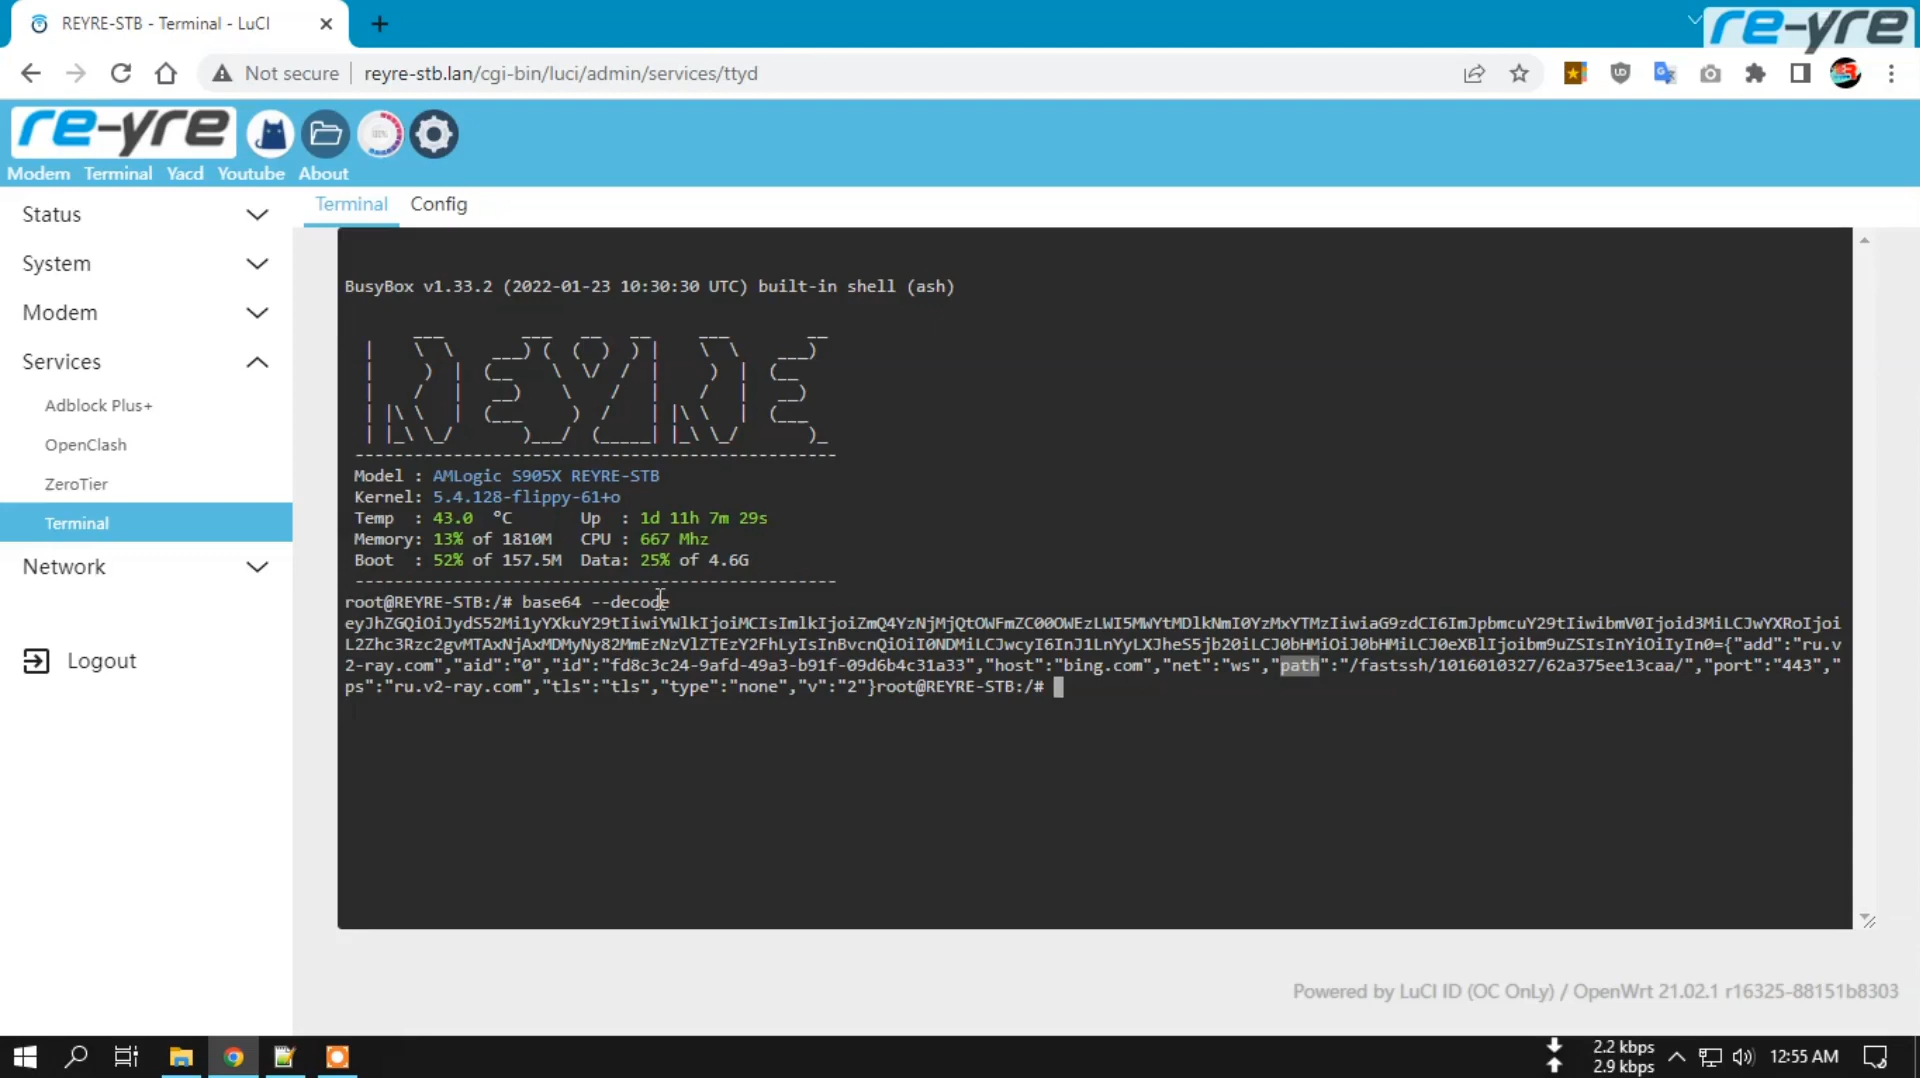 REYRE-STB - Terminal - LuCI
re-yre
Not secure
reyre-stb.lan/cgi-bin/luci/admin/services/ttyd
re-yre
Modem Terminal Yacd Youtube About
Status
System
Modem
Services
Adblock Plus+
OpenClash
ZeroTier
Terminal
Network
Logout
Terminal Config
BusyBox v1.33.2 (2022-01-23 10:30:30 UTC) built-in shell (ash)
REYRE
Model : AMLogic S905X REYRE-STB
Kernel: 5.4.128-flippy-61+o
Temp : 43.0 °C Up : 1d 11h 7m 29s
Memory: 13% of 1810M CPU : 667 Mhz
Boot : 52% of 157.5M Data: 25% of 4.6G
root@REYRE-STB:/# base64 --decode
eyJhZGQiOiJydS52Mi1yYXkuY29tIiwiYWlkIjoiMCIsImlkIjoiZmQ4YzNjMjQtOWFmZC00OWEzLWI5MWYtMDlkNmI0YzMxYTMzIiwiaG9zdCI6ImJpbmcuY29tIiwibmV0Ijoid3MiLCJwYXRoIjoi
L2Zhc3Rzc2gvMTAxNjAxMDMyNy82MmEzNzVlZTEzY2FhLyIsInBvcnQiOiI0NDMiLCJwcyI6InJ1LnYyLXJheS5jb20iLCJ0bHMiOiJ0bHMiLCJ0eXBlIjoibm9uZSIsInYiOiIyIn0={"add":"ru.v
2-ray.com","aid":"0","id":"fd8c3c24-9afd-49a3-b91f-09d6b4c31a33","host":"bing.com","net":"ws","path":"/fastssh/1016010327/62a375ee13caa/","port":"443","
ps":"ru.v2-ray.com","tls":"tls","type":"none","v":"2"}root@REYRE-STB:/#
Powered by LuCI ID (OC OnLy) / OpenWrt 21.02.1 r16325-88151b8303
2.2 kbps
2.9 kbps
12:55 AM